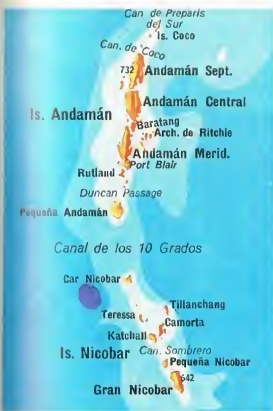 Can de Preparis
del Sur
Is. Coco
Can. de Coco
732
Andamán Sept.
Andamán Central
Is. Andamán
Baratang
Arch. de Ritchie
Andamán Merid.
Port Blair
Rutland
Duncan Passage
Pequeña Andamán
Canal de los 10 Grados
Car Nicobar
Tillanchang
Teressa
Camorta
Katchall
Is. Nicobar
Can. Sombrero
Pequeña Nicobar
642
Gran Nicobar